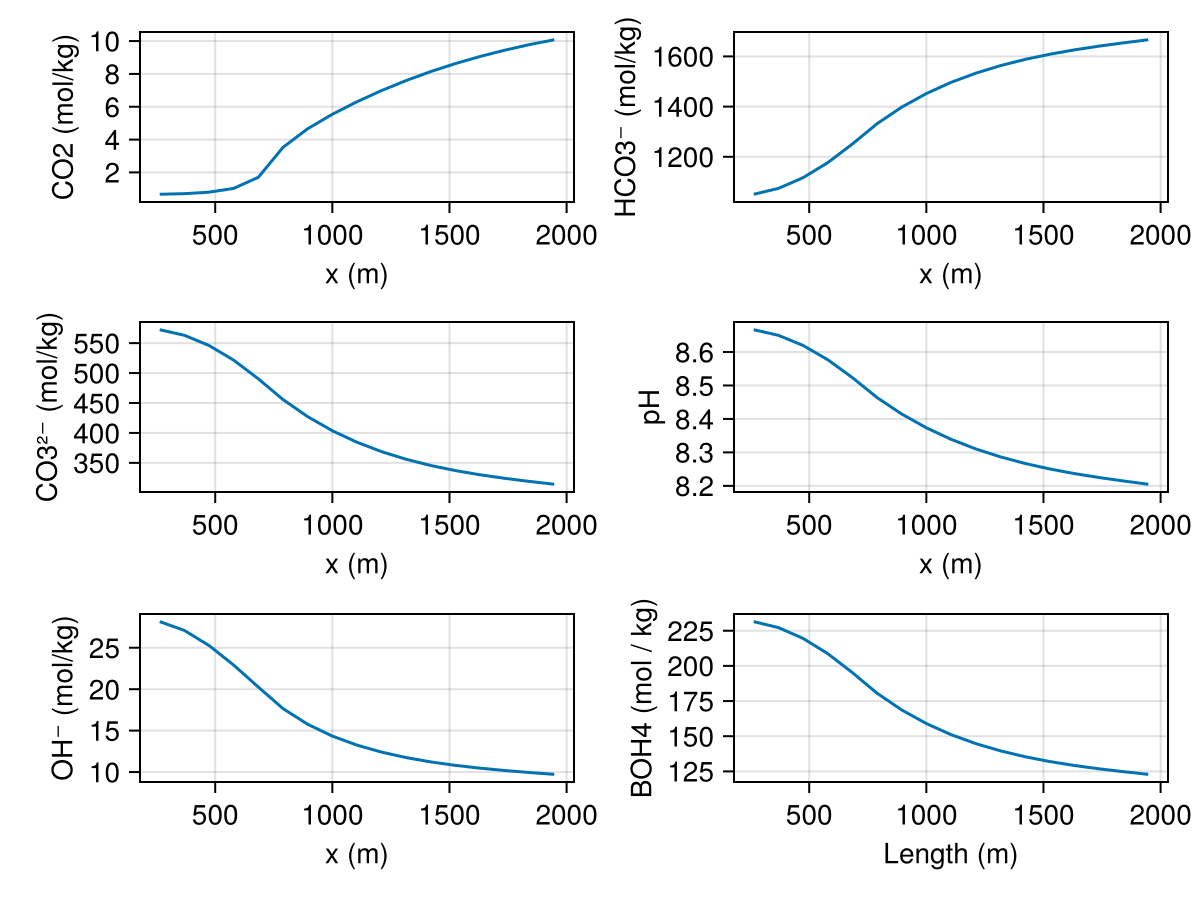 CO2 (mol/kg)
10
8
6
4
2
500 1000 1500 2000
x (m)
HCO3⁻ (mol/kg)
1600
1400
1200
500 1000 1500 2000
x (m)
CO3²⁻ (mol/kg)
550
500
450
400
350
500 1000 1500 2000
x (m)
pH
8.6
8.5
8.4
8.3
8.2
500 1000 1500 2000
x (m)
OH⁻ (mol/kg)
25
20
15
10
500 1000 1500 2000
x (m)
BOH4 (mol / kg)
225
200
175
150
125
500 1000 1500 2000
Length (m)